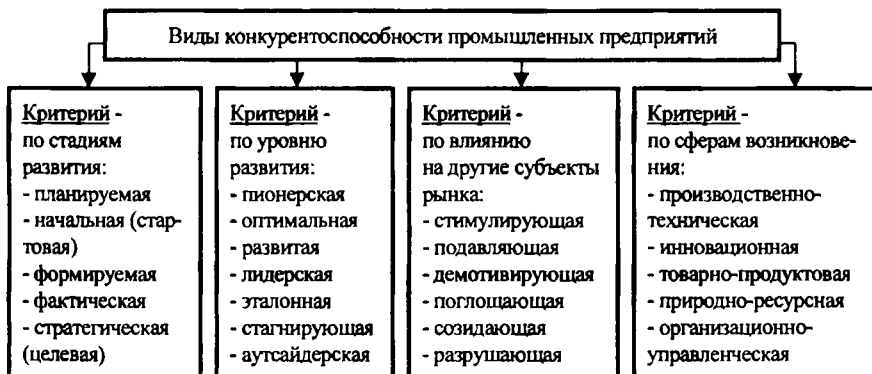 Виды конкурентоспособности промышленных предприятий
Критерий -
по стадиям
развития:
- планируемая
- начальная (стар-
товая)
- формируемая
- фактическая
- стратегическая
(целевая)
Критерий -
по уровню
развития:
- пионерская
- оптимальная
- развитая
- лидерская
- эталонная
- стагнирующая
- аутсайдерская
Критерий -
по влиянию
на другие субъекты
рынка:
- стимулирующая
- подавляющая
- демотивирующая
- поглощающая
- созидающая
- разрушающая
Критерий -
по сферам возникнове-
ния:
- производственно-
техническая
- инновационная
- товарно-продуктовая
- природно-ресурсная
- организационно-
управленческая